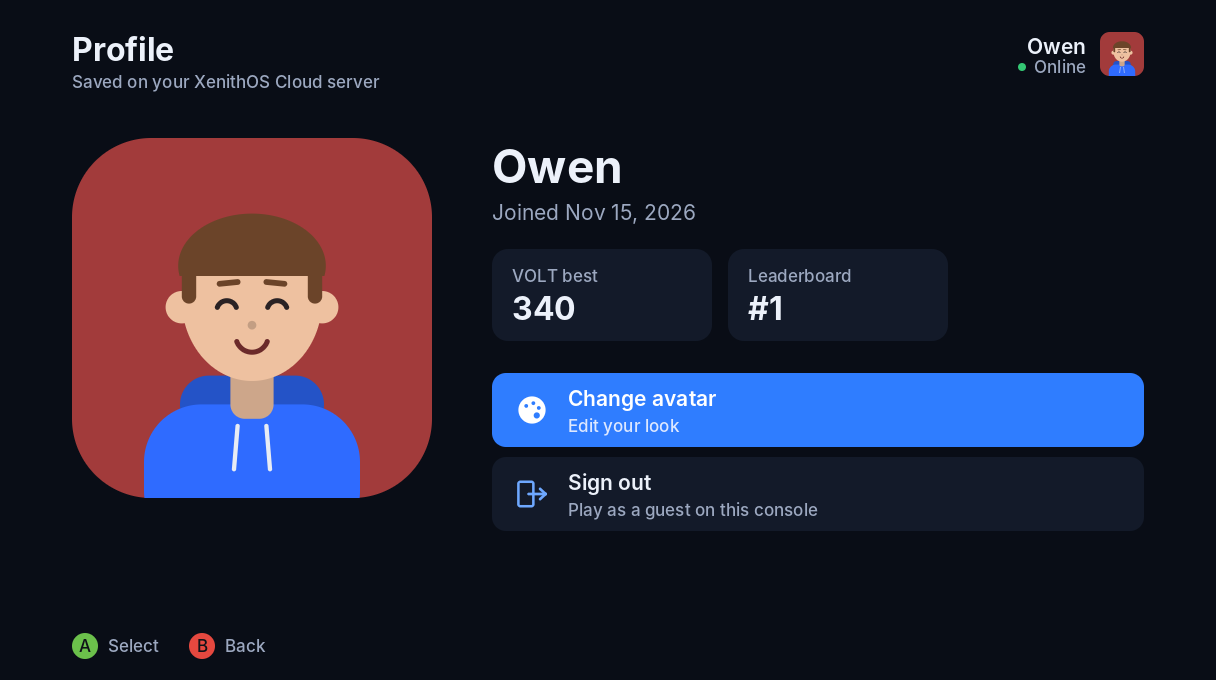 Profile
Saved on your XenithOS Cloud server
Owen
Online
Owen
Joined Nov 15, 2026
VOLT best
340
Leaderboard
#1
Change avatar
Edit your look
Sign out
Play as a guest on this console
A Select B Back